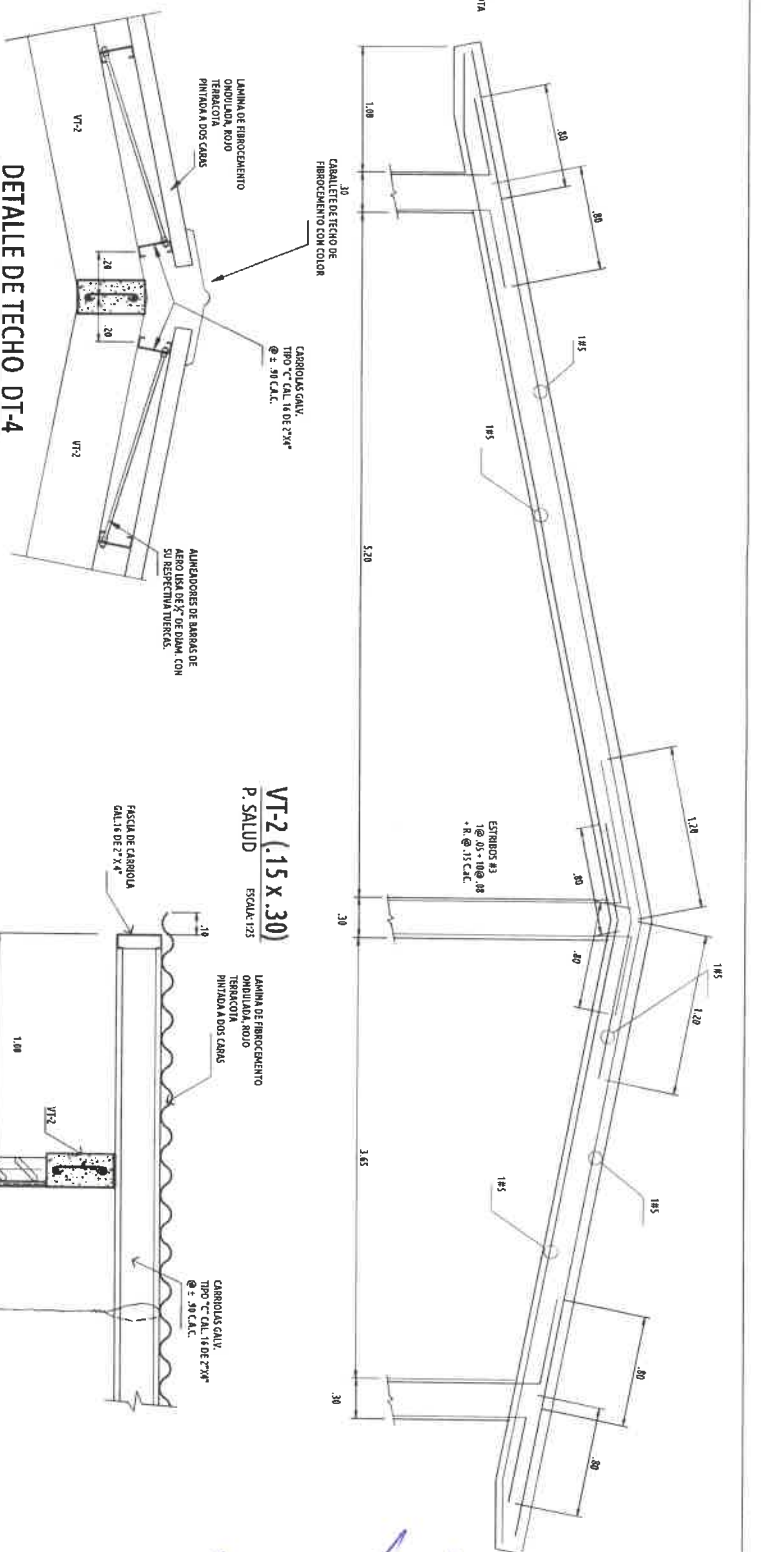 OTA
1.00
.30
5.20
.30
3.65
.30
.80
.80
1#5
1#5
1.20
1.20
.80
.80
1#5
1#5
1#5
.80
.80
ESTRIBOS #3
1@ .05 + 10@ .08
+ R. @ .15 C.a.C.
VT-2 (.15 x .30)
P. SALUD
ESCALA: 1:25
LAMINA DE FIBROCEMENTO
ONDULADA, ROJO
TERRACOTA
PINTADA A DOS CARAS
CABALLETE DE TECHO DE
FIBROCEMENTO CON COLOR
CARRIOLAS GALV.
TIPO "C" CAL. 16 DE 2"X4"
@ ± .90 C.A.C.
ALINEADORES DE BARRAS DE
AERO LISA DE DIAM. CON
SU RESPECTIVA TUERCAS.
VT-2
VT-2
.20
.20
DETALLE DE TECHO DT-4
FASCIA DE CARRIOLA
GAL.16 DE 2" X 4"
.10
LAMINA DE FIBROCEMENTO
ONDULADA, ROJO
TERRACOTA
PINTADA A DOS CARAS
1.00
VT-2
CARRIOLAS GALV.
TIPO "C" CAL. 16 DE 2"X4"
@ ± .90 C.A.C.